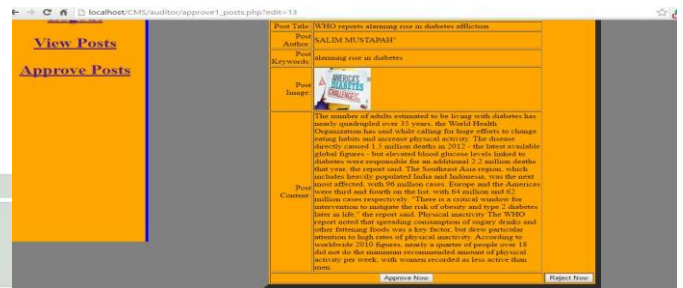 localhost/CMS/auditor/approve1_posts.php?edit=13
Logout
View Posts
Approve Posts
Post Title
WHO reports alarming rise in diabetes affliction
Post
Author
SALIM MUSTAPAH"
Post
Keywords:
alarming rise in diabetes
Post
Image:
AMERICA'S
DIABETES
CHALLENGE
Post
Content
The number of adults estimated to be living with diabetes has
nearly quadrupled over 35 years, the World Health
Organization has said while calling for huge efforts to change
eating habits and increase physical activity. The disease
directly caused 1.5 million deaths in 2012 - the latest available
global figures - but elevated blood glucose levels linked to
diabetes were responsible for an additional 2.2 million deaths
that year, the report said. The Southeast Asia region, which
includes heavily populated India and Indonesia, was the next
most affected, with 96 million cases. Europe and the Americas
were third and fourth on the list, with 64 million and 62
million cases respectively. "There is a critical window for
intervention to mitigate the risk of obesity and type 2 diabetes
later in life," the report said. Physical inactivity The WHO
report noted that spreading consumption of sugary drinks and
other fattening foods was a key factor, but drew particular
attention to high rates of physical inactivity. According to
worldwide 2010 figures, nearly a quarter of people over 18
did not do the mimimum recommended amount of physical
activity per week, with women recorded as less active than
men.
Approve Now
Reject Now